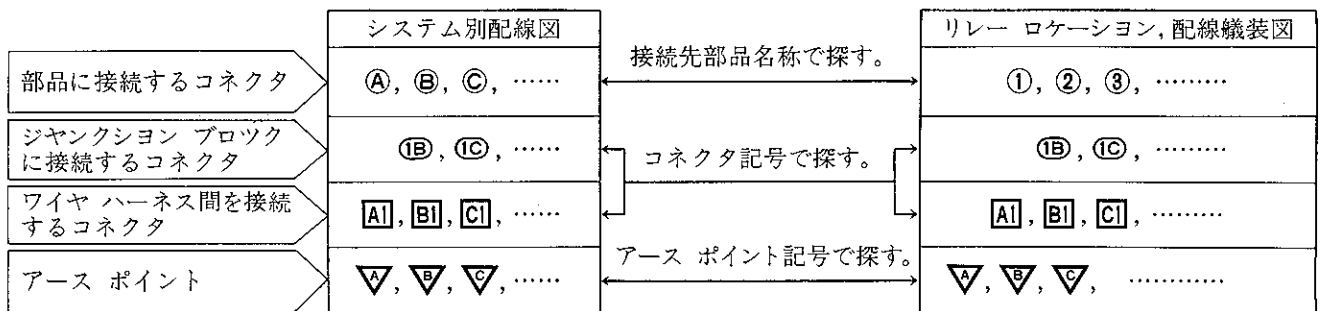 システム別配線図
リレー ロケーション, 配線艤装図
部品に接続するコネクタ
Ⓐ, Ⓑ, Ⓒ, ……
接続先部品名称で探す。
①, ②, ③, ………
ジヤンクシヨン ブロツク
に接続するコネクタ
1B, 1C, ……
コネクタ記号で探す。
1B, 1C, ………
ワイヤ ハーネス間を接続
するコネクタ
A1, B1, C1, ……
A1, B1, C1, ………
アース ポイント
A, B, C, ……
アース ポイント記号で探す。
A, B, C, …………